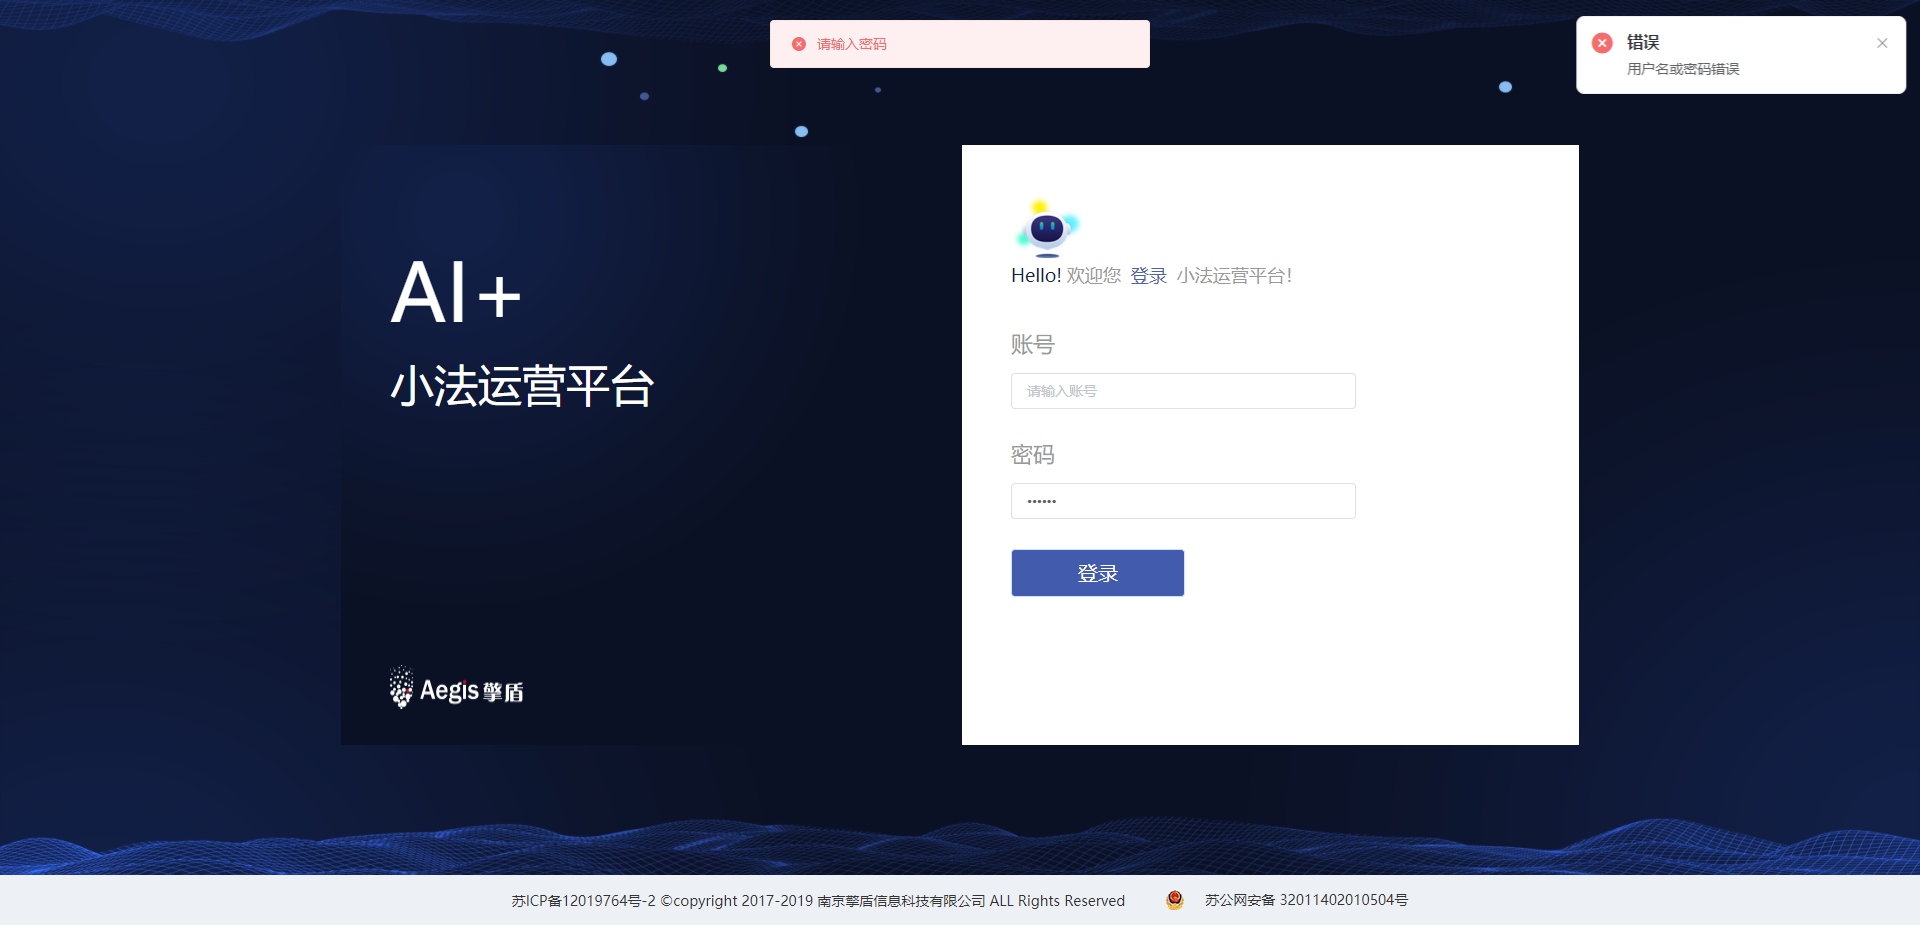 请输入密码
错误
用户名或密码错误
AI+
小法运营平台
Aegis 擎盾
Hello! 欢迎您 登录 小法运营平台!
账号
请输入账号
密码
••••••
登录
苏ICP备12019764号-2 ©copyright 2017-2019 南京擎盾信息科技有限公司 ALL Rights Reserved
苏公网安备 32011402010504号